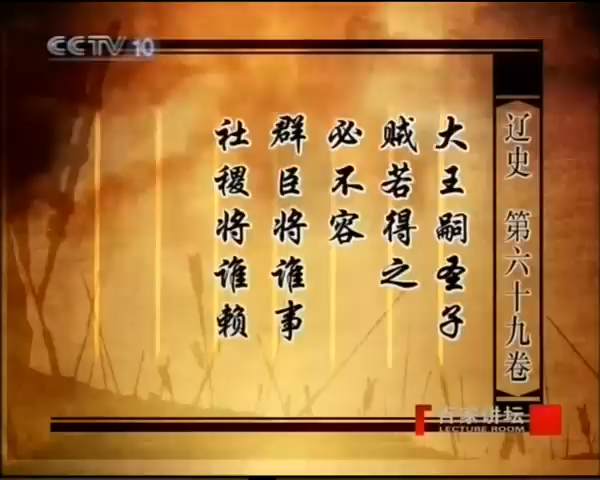 CCTV 10
辽史 第六十九卷
大王嗣圣子
贼若得之
必不容
群臣将谁事
社稷将谁赖
百家讲坛
LECTURE ROOM